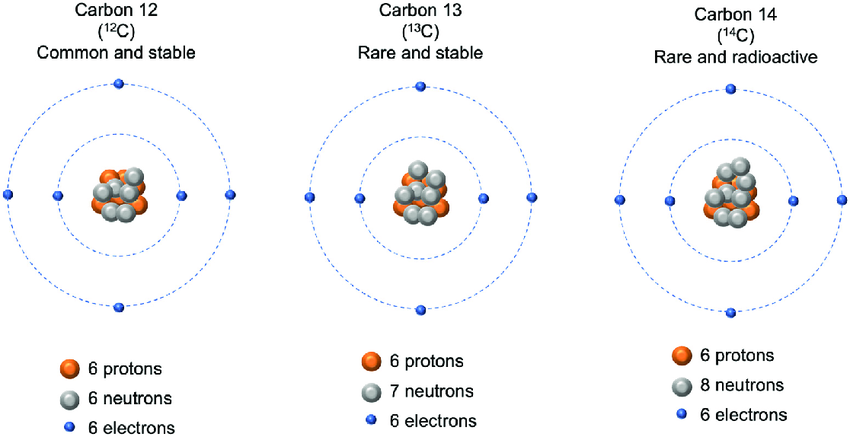 Carbon 12
(¹²C)
Common and stable
6 protons
6 neutrons
6 electrons
Carbon 13
(¹³C)
Rare and stable
6 protons
7 neutrons
6 electrons
Carbon 14
(¹⁴C)
Rare and radioactive
6 protons
8 neutrons
6 electrons